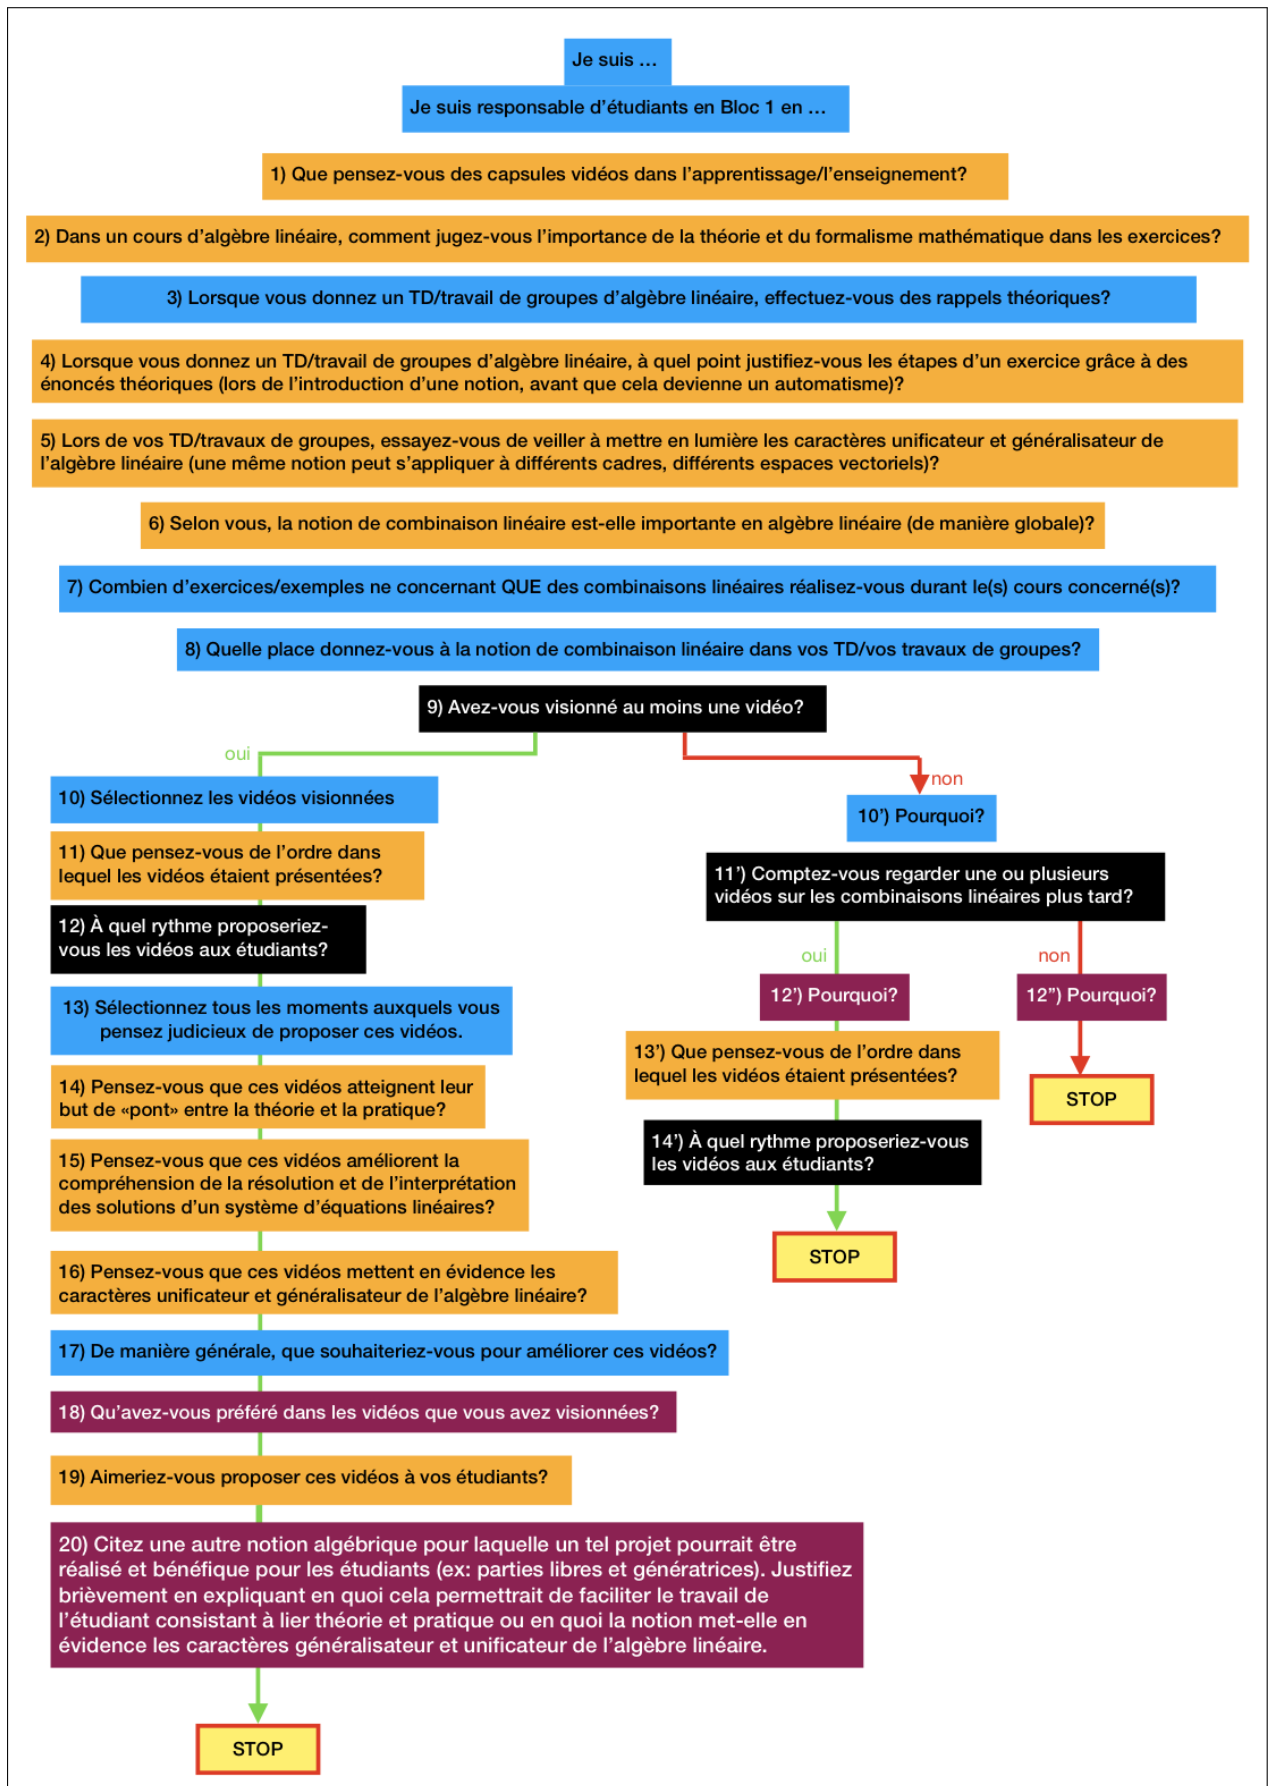 Je suis ...
Je suis responsable d'étudiants en Bloc 1 en ...
1) Que pensez-vous des capsules vidéos dans l'apprentissage/l'enseignement?
2) Dans un cours d'algèbre linéaire, comment jugez-vous l'importance de la théorie et du formalisme mathématique dans les exercices?
3) Lorsque vous donnez un TD/travail de groupes d'algèbre linéaire, effectuez-vous des rappels théoriques?
4) Lorsque vous donnez un TD/travail de groupes d'algèbre linéaire, à quel point justifiez-vous les étapes d'un exercice grâce à des
énoncés théoriques (lors de l'introduction d'une notion, avant que cela devienne un automatisme)?
5) Lors de vos TD/travaux de groupes, essayez-vous de veiller à mettre en lumière les caractères unificateur et généralisateur de
l'algèbre linéaire (une même notion peut s'appliquer à différents cadres, différents espaces vectoriels)?
6) Selon vous, la notion de combinaison linéaire est-elle importante en algèbre linéaire (de manière globale)?
7) Combien d'exercices/exemples ne concernant QUE des combinaisons linéaires réalisez-vous durant le(s) cours concerné(s)?
8) Quelle place donnez-vous à la notion de combinaison linéaire dans vos TD/vos travaux de groupes?
9) Avez-vous visionné au moins une vidéo?
oui
10) Sélectionnez les vidéos visionnées
11) Que pensez-vous de l'ordre dans
lequel les vidéos étaient présentées?
12) À quel rythme proposeriez-
vous les vidéos aux étudiants?
13) Sélectionnez tous les moments auxquels vous
pensez judicieux de proposer ces vidéos.
14) Pensez-vous que ces vidéos atteignent leur
but de «pont» entre la théorie et la pratique?
15) Pensez-vous que ces vidéos améliorent la
compréhension de la résolution et de l'interprétation
des solutions d'un système d'équations linéaires?
16) Pensez-vous que ces vidéos mettent en évidence les
caractères unificateur et généralisateur de l'algèbre linéaire?
17) De manière générale, que souhaiteriez-vous pour améliorer ces vidéos?
18) Qu'avez-vous préféré dans les vidéos que vous avez visionnées?
19) Aimeriez-vous proposer ces vidéos à vos étudiants?
20) Citez une autre notion algébrique pour laquelle un tel projet pourrait être
réalisé et bénéfique pour les étudiants (ex: parties libres et génératrices). Justifiez
brièvement en expliquant en quoi cela permettrait de faciliter le travail de
l'étudiant consistant à lier théorie et pratique ou en quoi la notion met-elle en
évidence les caractères généralisateur et unificateur de l'algèbre linéaire.
STOP
non
10') Pourquoi?
11') Comptez-vous regarder une ou plusieurs
vidéos sur les combinaisons linéaires plus tard?
oui
12') Pourquoi?
13') Que pensez-vous de l'ordre dans
lequel les vidéos étaient présentées?
14') À quel rythme proposeriez-vous
les vidéos aux étudiants?
STOP
non
12") Pourquoi?
STOP